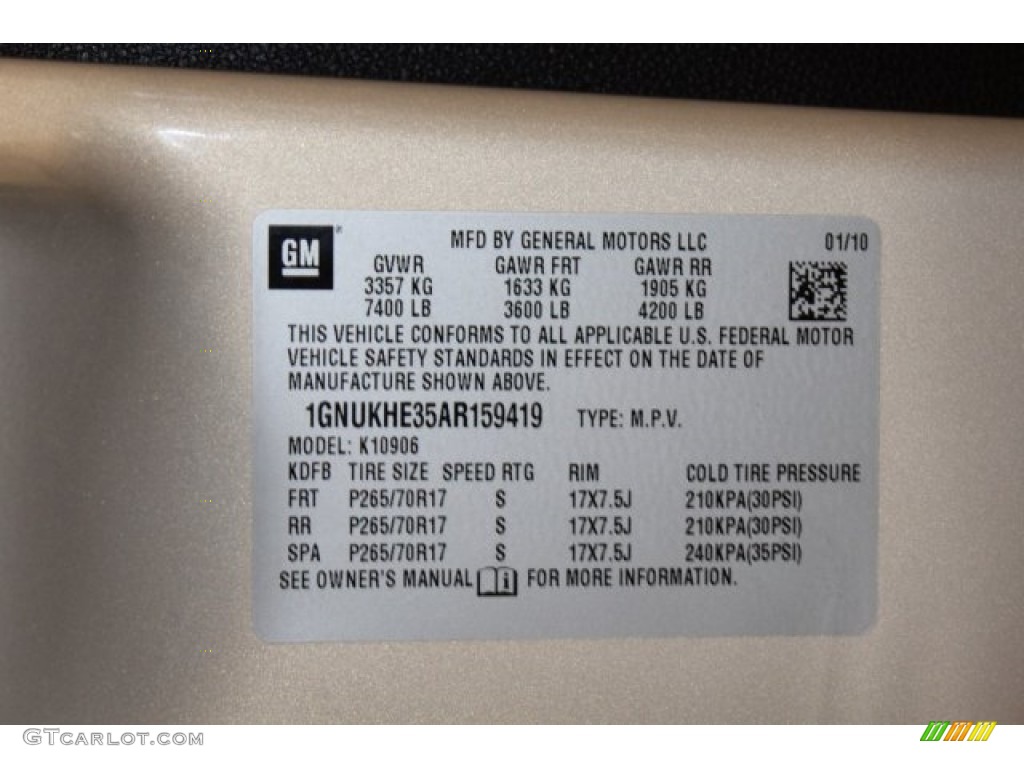 GM
MFD BY GENERAL MOTORS LLC 01/10
GVWR GAWR FRT GAWR RR
3357 KG 1633 KG 1905 KG
7400 LB 3600 LB 4200 LB
THIS VEHICLE CONFORMS TO ALL APPLICABLE U.S. FEDERAL MOTOR
VEHICLE SAFETY STANDARDS IN EFFECT ON THE DATE OF
MANUFACTURE SHOWN ABOVE.
1GNUKHE35AR159419 TYPE: M.P.V.
MODEL: K10906
KDFB TIRE SIZE SPEED RTG RIM COLD TIRE PRESSURE
FRT P265/70R17 S 17X7.5J 210KPA(30PSI)
RR P265/70R17 S 17X7.5J 210KPA(30PSI)
SPA P265/70R17 S 17X7.5J 240KPA(35PSI)
SEE OWNER'S MANUAL i FOR MORE INFORMATION.
GTCARLOT.COM